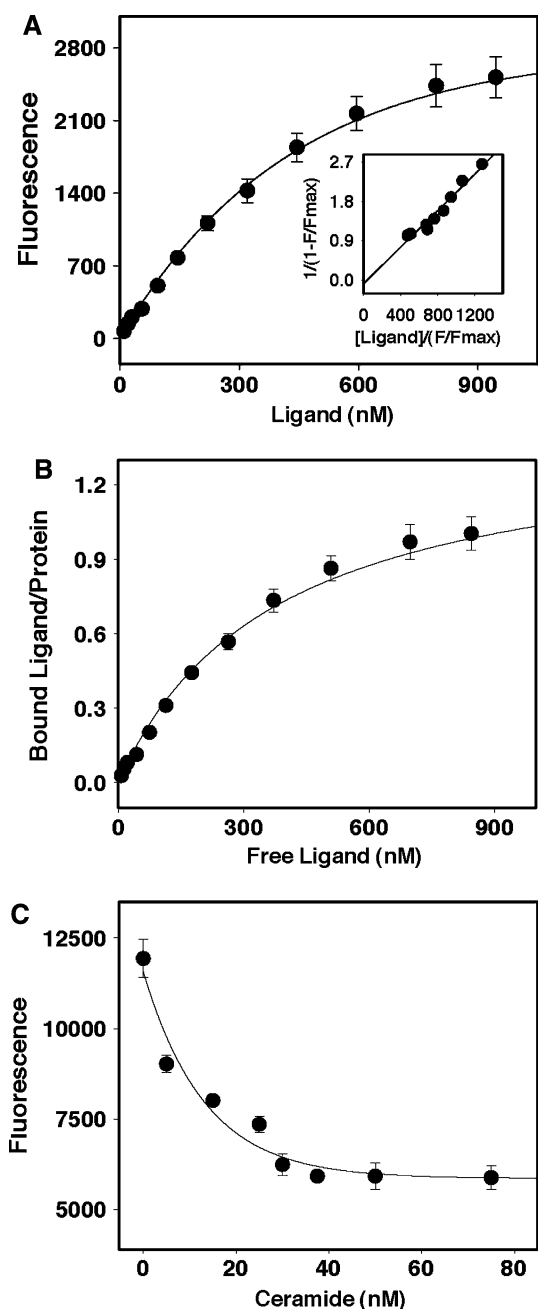 A
Fluorescence
2800
2100
1400
700
0
0 300 600 900
Ligand (nM)
1/(1-F/Fmax)
2.7
1.8
0.9
0.0
0 400 800 1200
[Ligand]/(F/Fmax)
B
Bound Ligand/Protein
1.2
0.9
0.6
0.3
0.0
0 300 600 900
Free Ligand (nM)
C
Fluorescence
12500
10000
7500
5000
0 20 40 60 80
Ceramide (nM)